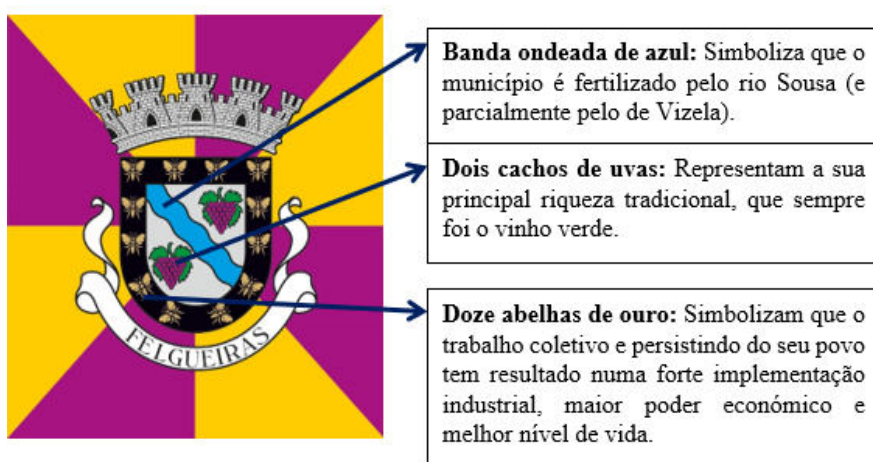 Banda ondeada de azul: Simboliza que o
município é fertilizado pelo rio Sousa (e
parcialmente pelo de Vizela).
Dois cachos de uvas: Representam a sua
principal riqueza tradicional, que sempre
foi o vinho verde.
Doze abelhas de ouro: Simbolizam que o
trabalho coletivo e persistindo do seu povo
tem resultado numa forte implementação
industrial, maior poder económico e
melhor nível de vida.
FELGUEIRAS